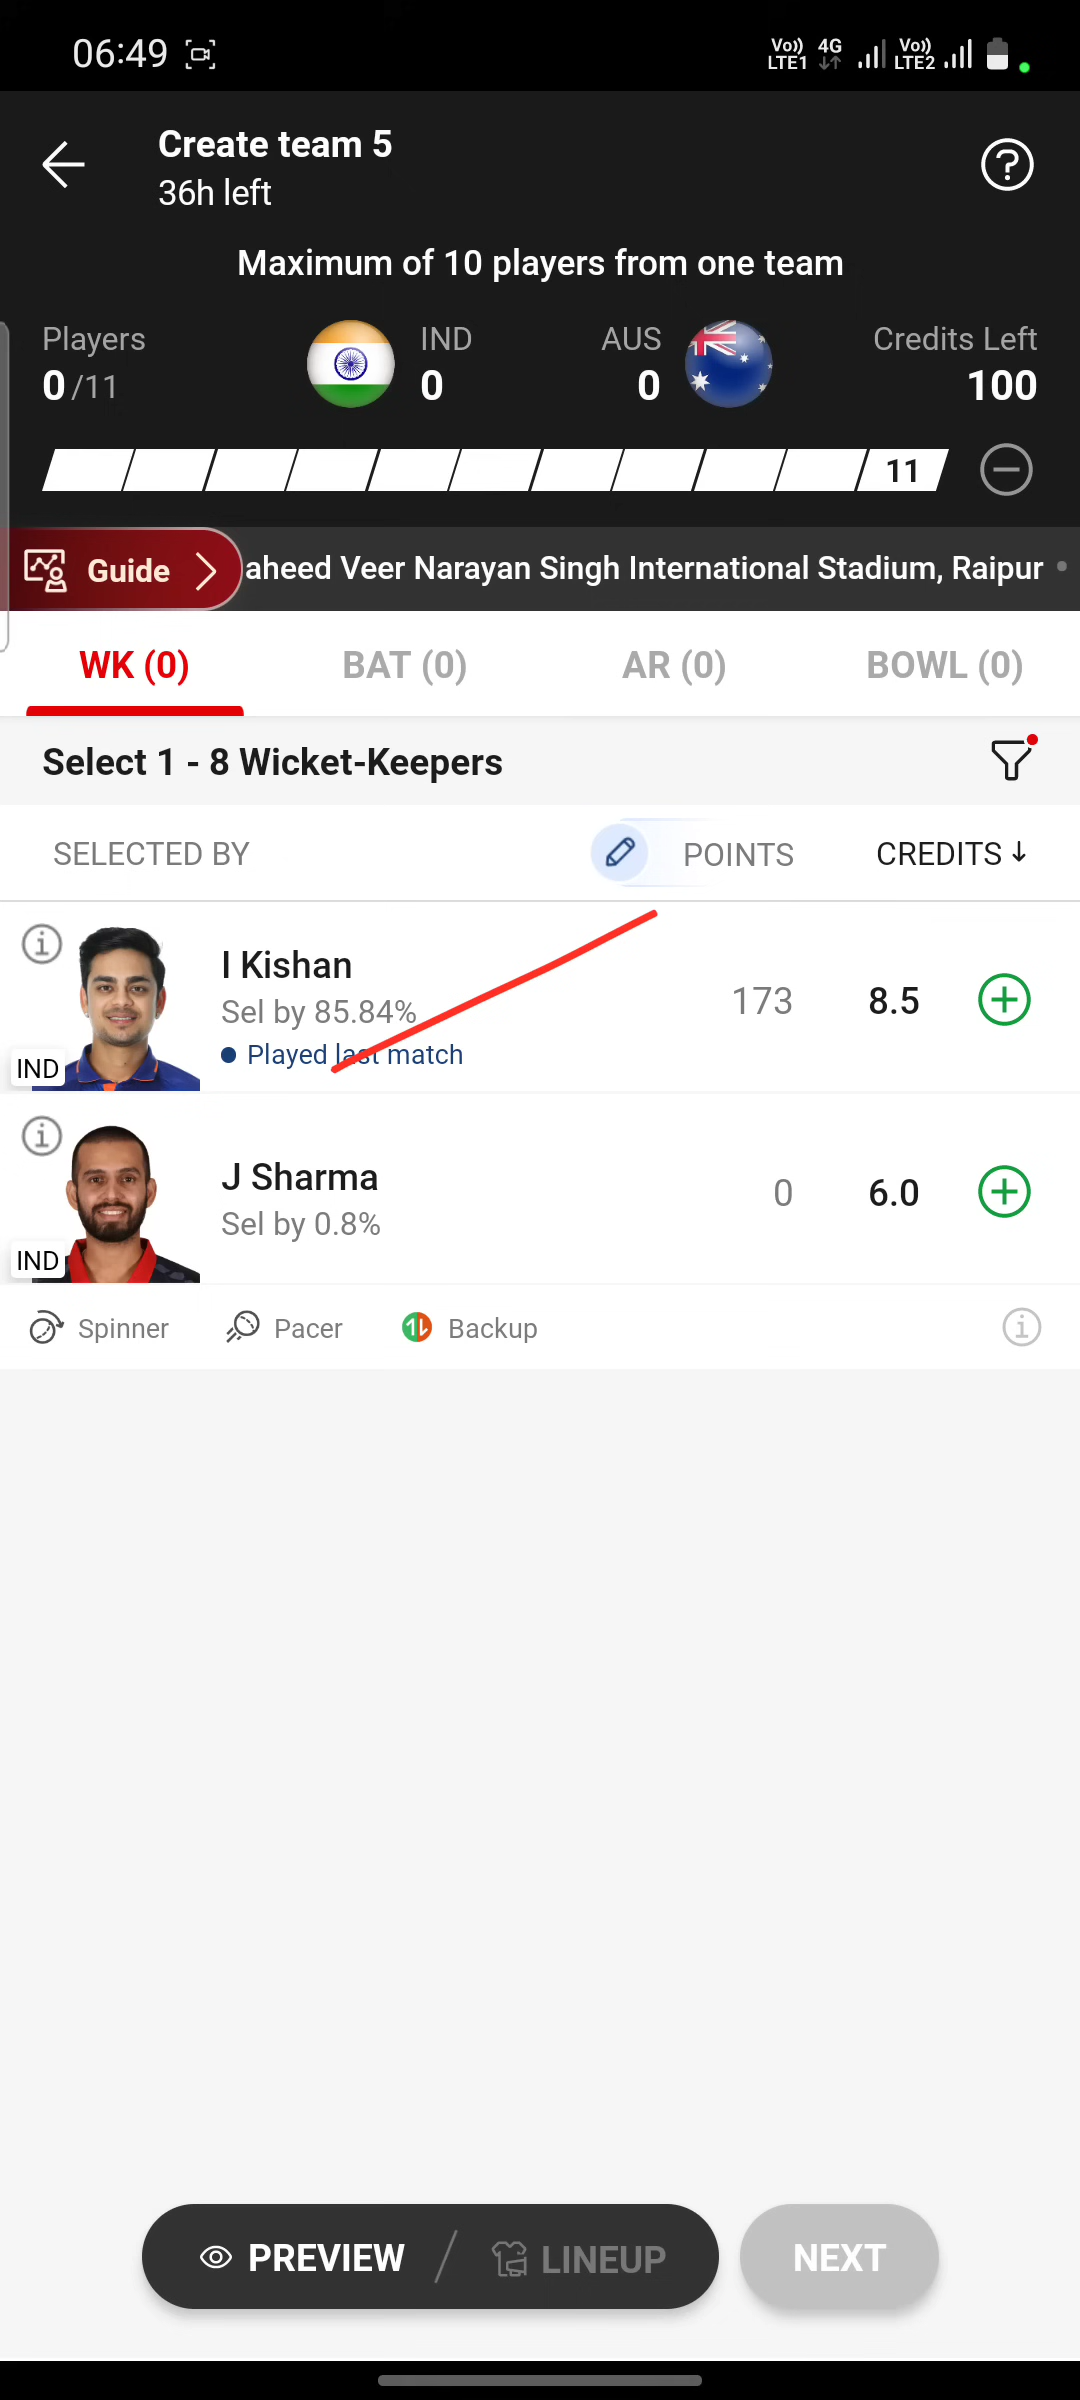 06:49
Vo)) LTE1 4G Vo)) LTE2
Create team 5
36h left
Maximum of 10 players from one team
Players IND AUS Credits Left
0/11 0 0 100
11
Guide aheed Veer Narayan Singh International Stadium, Raipur
WK (0) BAT (0) AR (0) BOWL (0)
Select 1 - 8 Wicket-Keepers
SELECTED BY POINTS CREDITS ↓
I Kishan
Sel by 85.84% 173 8.5
Played last match
IND
J Sharma
Sel by 0.8% 0 6.0
IND
Spinner Pacer Backup
PREVIEW LINEUP NEXT